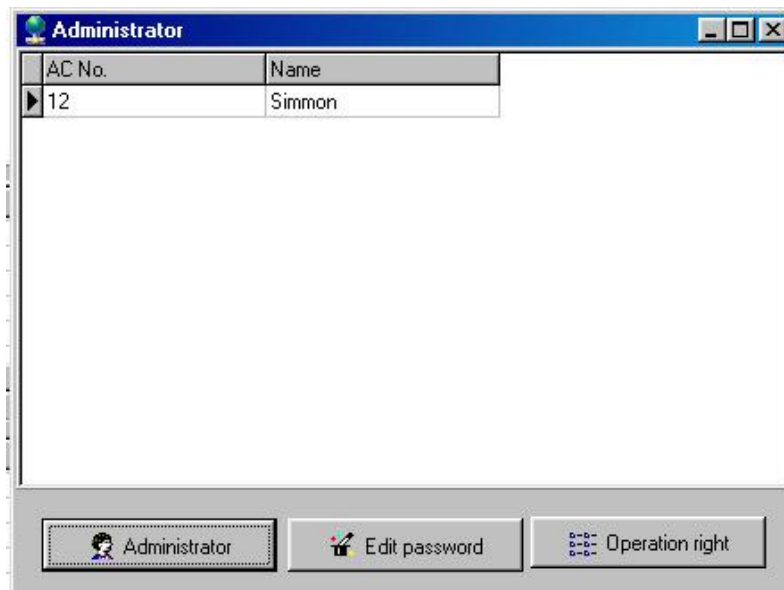 Administrator
AC No. Name
12 Simmon
Administrator Edit password Operation right